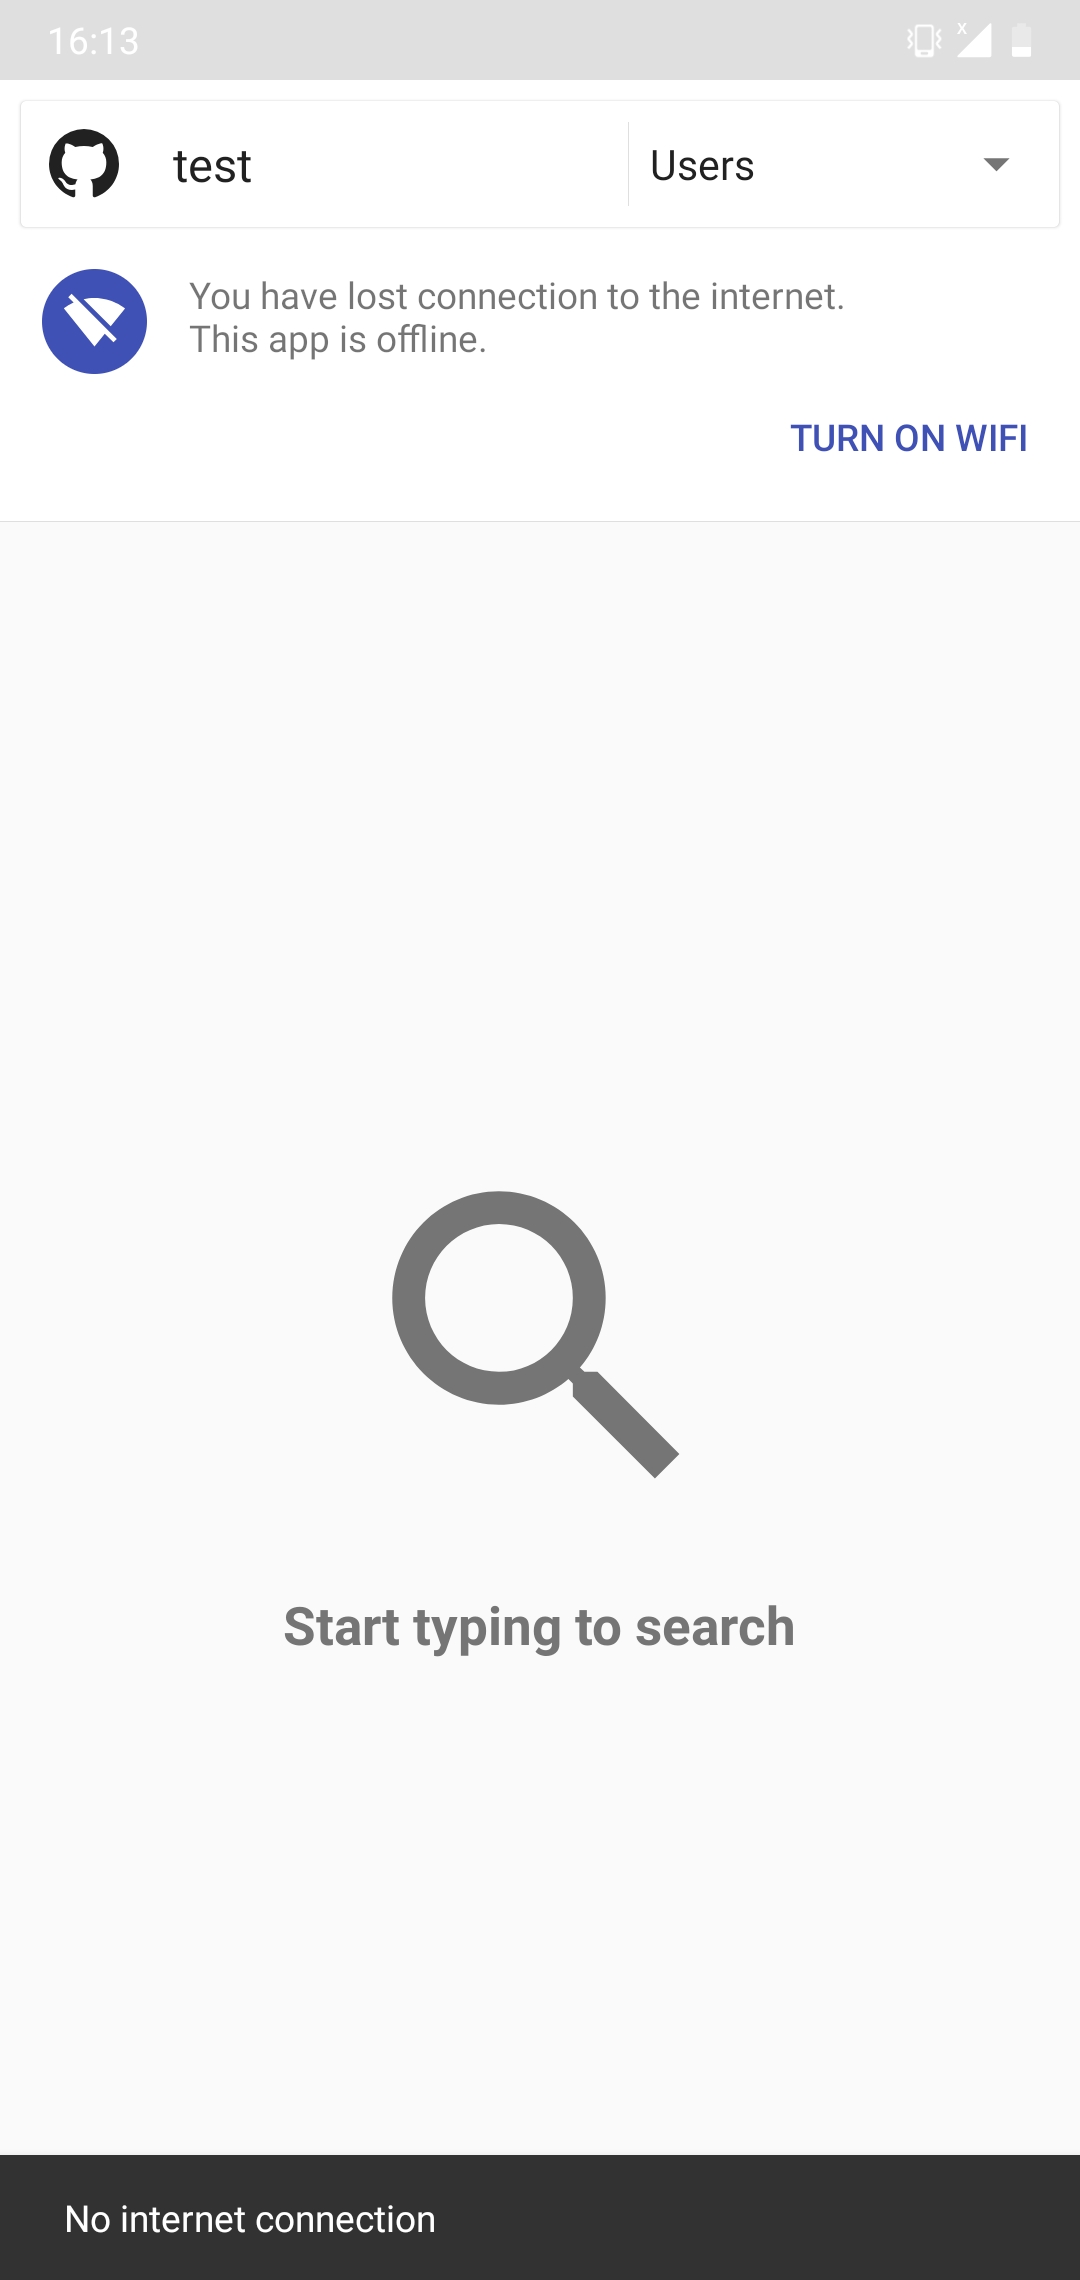 16:13
test
Users
You have lost connection to the internet.
This app is offline.
TURN ON WIFI
Start typing to search
No internet connection